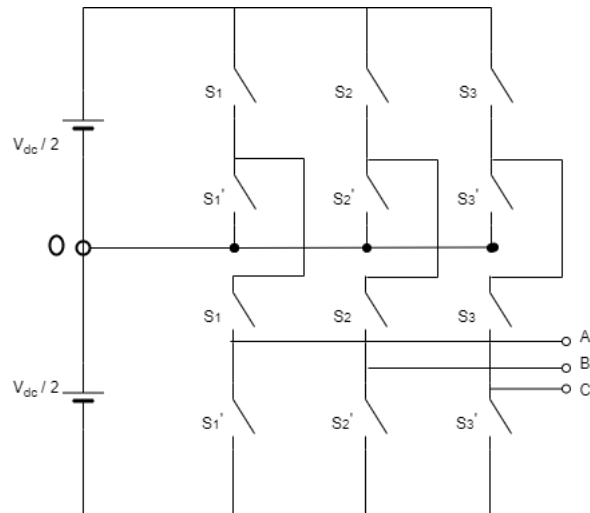 S1 S2 S3
Vdc / 2
S1' S2' S3'
O
S1 S2 S3
A
B
Vdc / 2
C
S1' S2' S3'